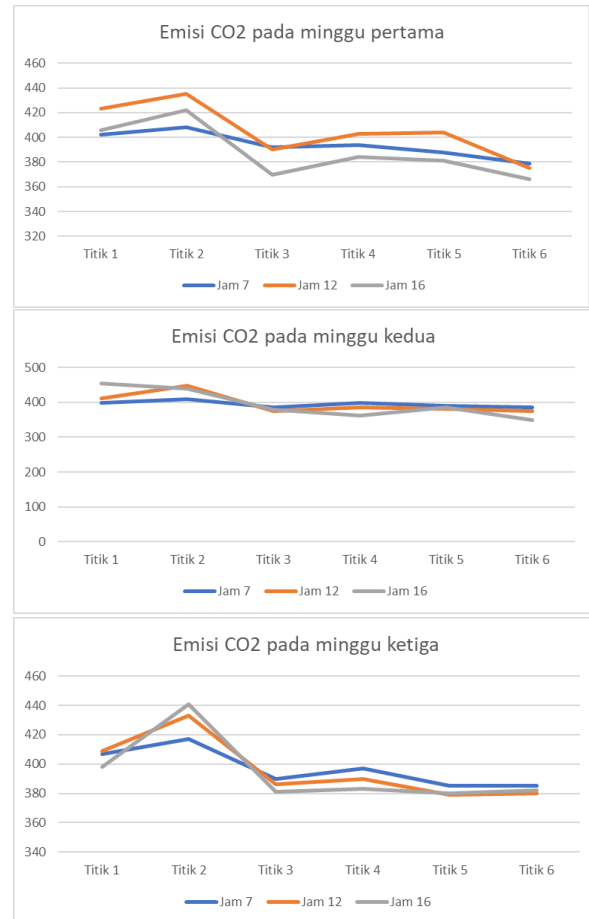 Emisi CO2 pada minggu pertama
460
440
420
400
380
360
340
320
Titik 1 Titik 2 Titik 3 Titik 4 Titik 5 Titik 6
Jam 7 Jam 12 Jam 16
Emisi CO2 pada minggu kedua
500
400
300
200
100
0
Titik 1 Titik 2 Titik 3 Titik 4 Titik 5 Titik 6
Jam 7 Jam 12 Jam 16
Emisi CO2 pada minggu ketiga
460
440
420
400
380
360
340
Titik 1 Titik 2 Titik 3 Titik 4 Titik 5 Titik 6
Jam 7 Jam 12 Jam 16